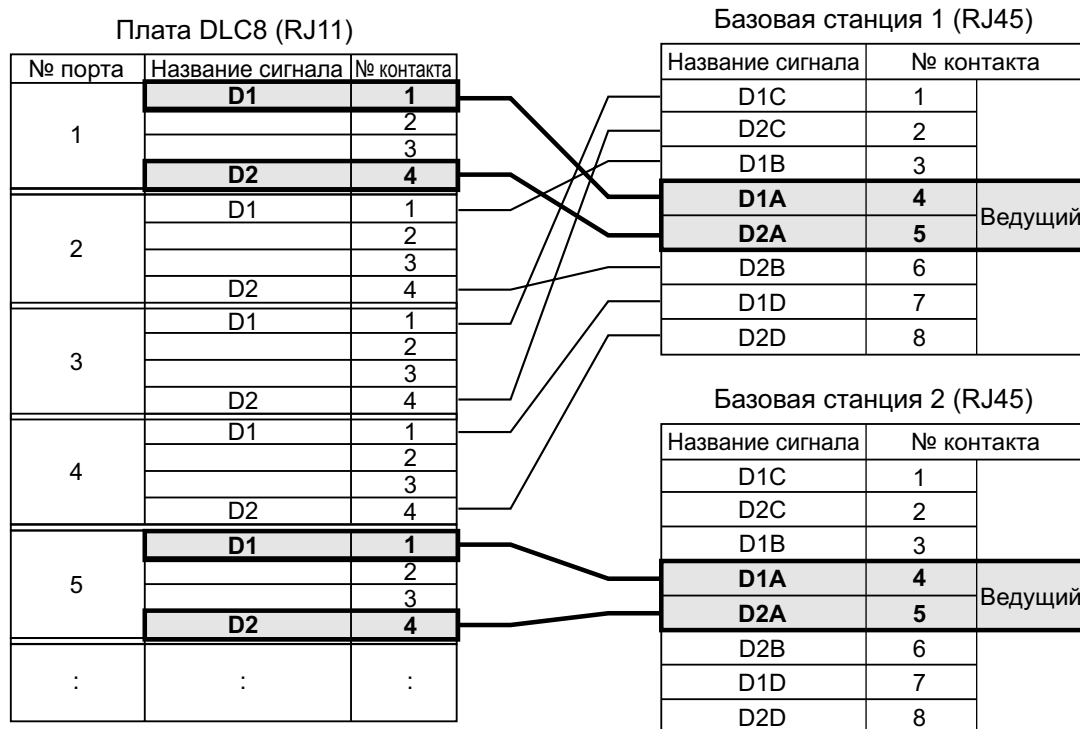 Плата DLC8 (RJ11)
№ порта Название сигнала № контакта
D1 1
2
1
3
D2 4
D1 1
2
2
3
D2 4
D1 1
2
3
3
D2 4
D1 1
2
4
3
D2 4
D1 1
2
5
3
D2 4
: : :
Базовая станция 1 (RJ45)
Название сигнала № контакта
D1C 1
D2C 2
D1B 3
D1A 4
Ведущий
D2A 5
D2B 6
D1D 7
D2D 8
Базовая станция 2 (RJ45)
Название сигнала № контакта
D1C 1
D2C 2
D1B 3
D1A 4
Ведущий
D2A 5
D2B 6
D1D 7
D2D 8